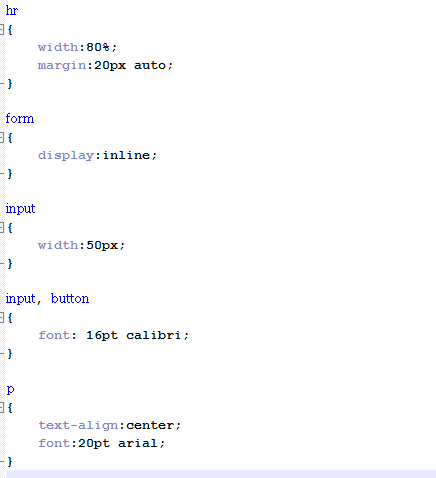 hr
{
width:80%;
margin:20px auto;
}
form
{
display:inline;
}
input
{
width:50px;
}
input, button
{
font: 16pt calibri;
}
p
{
text-align:center;
font:20pt arial;
}